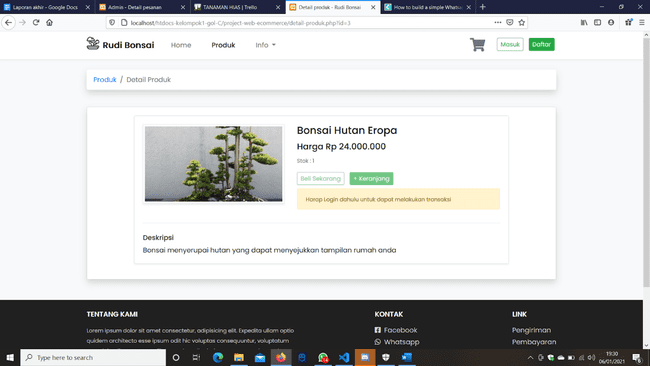 Laporan akhir - Google Docs
Admin - Detail pesanan
TANAMAN HIAS | Trello
Detail produk - Rudi Bonsai
How to build a simple Whatsa
localhost/htdocs-kelompok1-gol-C/project-web-ecommerce/detail-produk.php?id=3
Rudi Bonsai
Home
Produk
Info
Masuk
Daftar
Produk / Detail Produk
Bonsai Hutan Eropa
Harga Rp 24.000.000
Stok : 1
Beli Sekarang
+ Keranjang
Harap Login dahulu untuk dapat melakukan transaksi
Deskripsi
Bonsai menyerupai hutan yang dapat menyejukkan tampilan rumah anda
TENTANG KAMI
KONTAK
LINK
Lorem ipsum dolor sit amet consectetur, adipisicing elit. Expedita ullam optio
Facebook
Pengiriman
quidem architecto esse ipsum odit hic voluptas consequuntur, voluptatum
Whatsapp
Pembayaran
Type here to search
19:30
06/01/2021